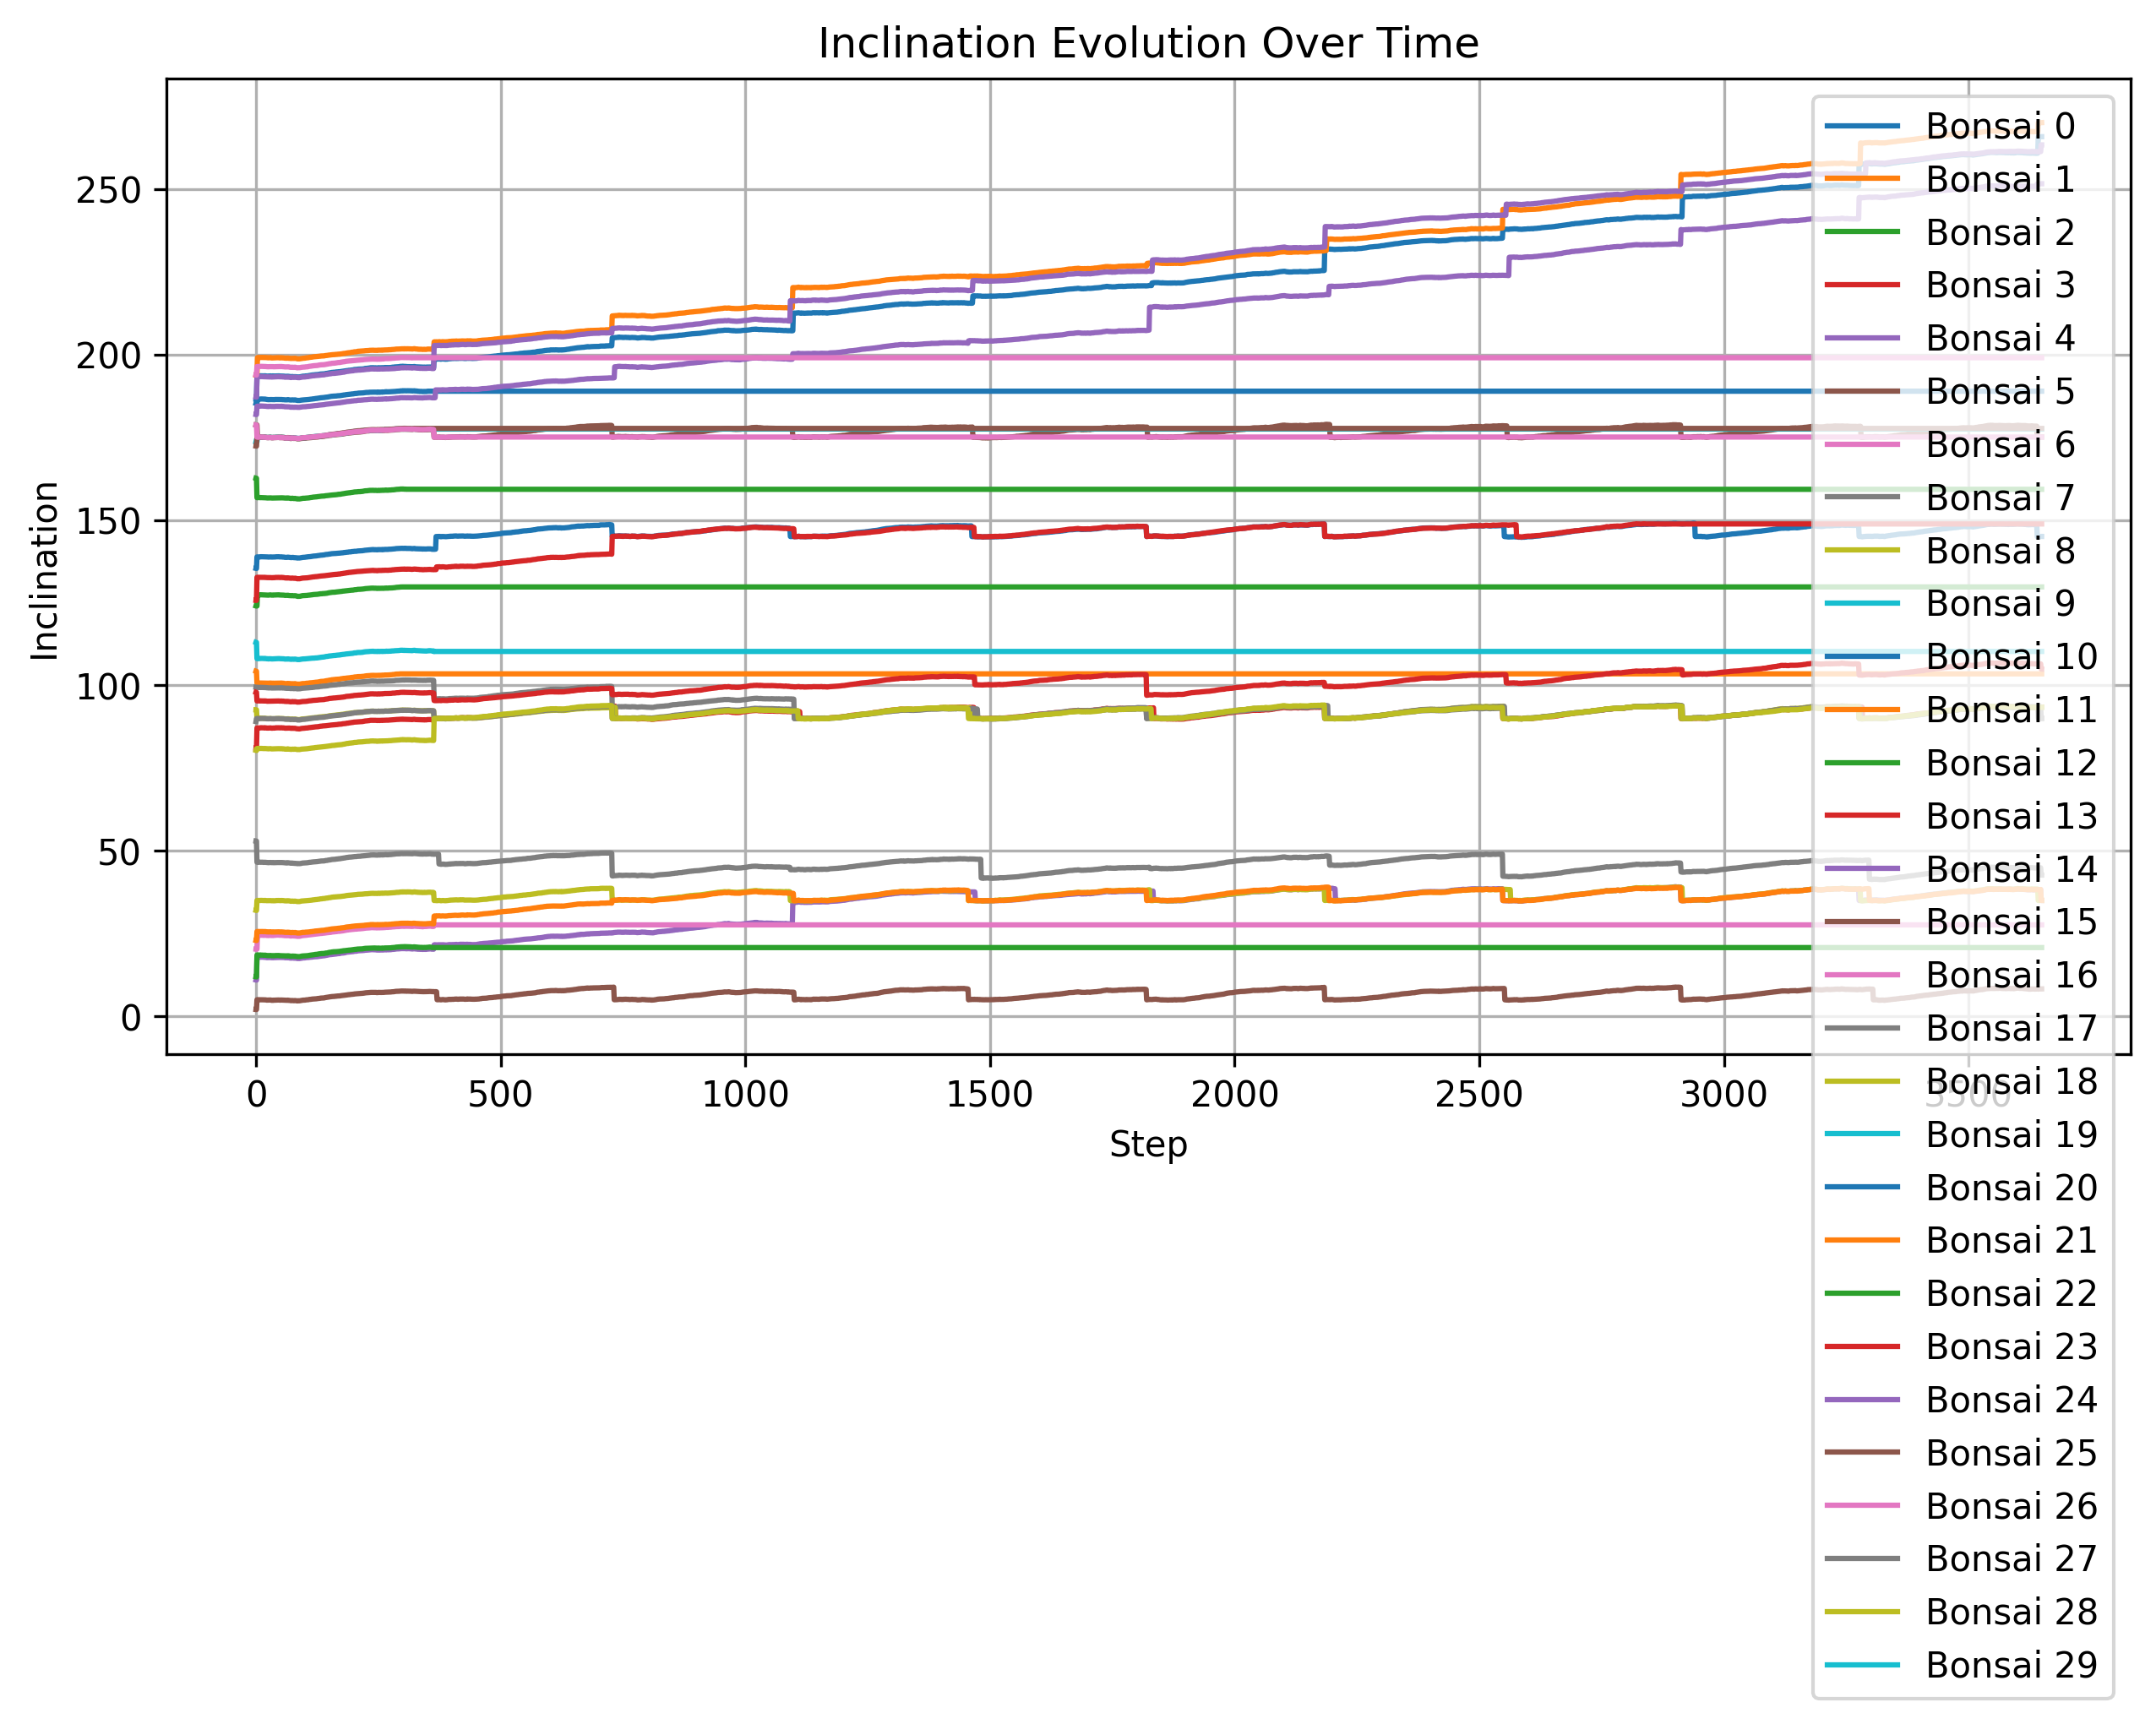 Inclination Evolution Over Time
Inclination
250
200
150
100
50
0
0 500 1000 1500 2000 2500 3000 3500
Step
Bonsai 0
Bonsai 1
Bonsai 2
Bonsai 3
Bonsai 4
Bonsai 5
Bonsai 6
Bonsai 7
Bonsai 8
Bonsai 9
Bonsai 10
Bonsai 11
Bonsai 12
Bonsai 13
Bonsai 14
Bonsai 15
Bonsai 16
Bonsai 17
Bonsai 18
Bonsai 19
Bonsai 20
Bonsai 21
Bonsai 22
Bonsai 23
Bonsai 24
Bonsai 25
Bonsai 26
Bonsai 27
Bonsai 28
Bonsai 29